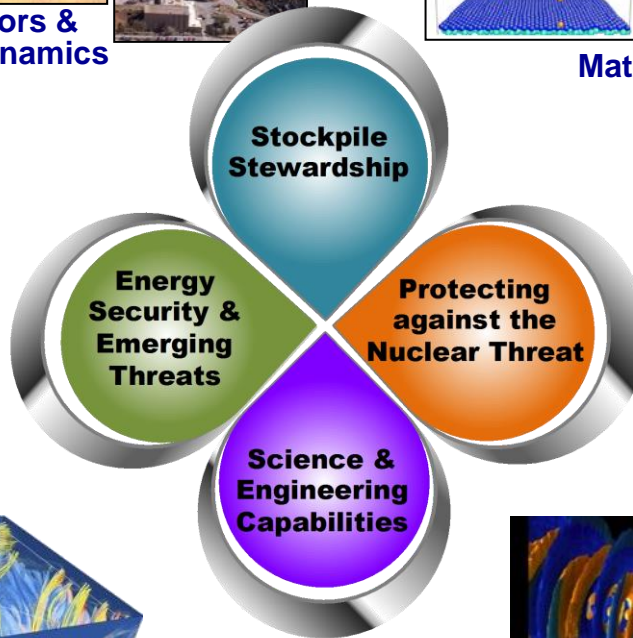 ors &
namics
Mat
Stockpile
Stewardship
Energy
Security &
Emerging
Threats
Protecting
against the
Nuclear Threat
Science &
Engineering
Capabilities